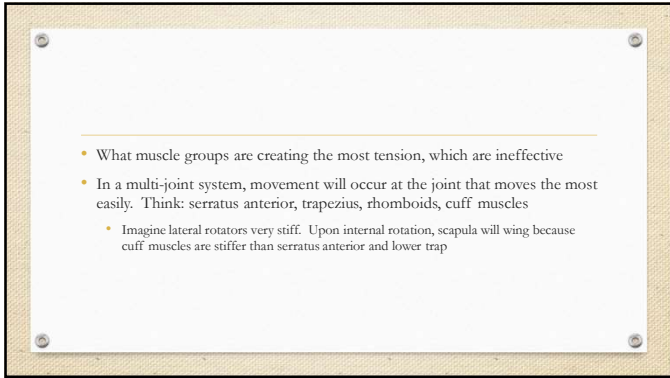 • What muscle groups are creating the most tension, which are ineffective
• In a multi-joint system, movement will occur at the joint that moves the most
easily. Think: serratus anterior, trapezius, rhomboids, cuff muscles
• Imagine lateral rotators very stiff. Upon internal rotation, scapula will wing because
cuff muscles are stiffer than serratus anterior and lower trap